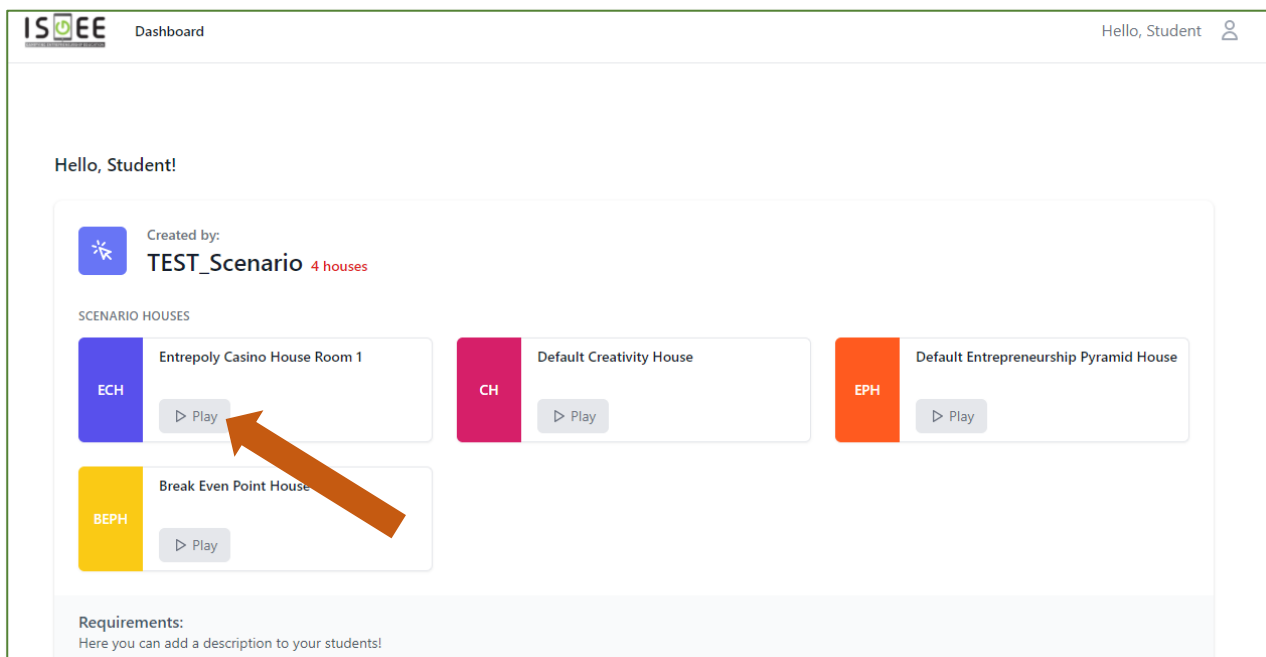 ISGEE
Dashboard
Hello, Student
Hello, Student!
Created by:
TEST_Scenario 4 houses
SCENARIO HOUSES
ECH
Entrepoly Casino House Room 1
Play
CH
Default Creativity House
Play
EPH
Default Entrepreneurship Pyramid House
Play
BEPH
Break Even Point House
Play
Requirements:
Here you can add a description to your students!